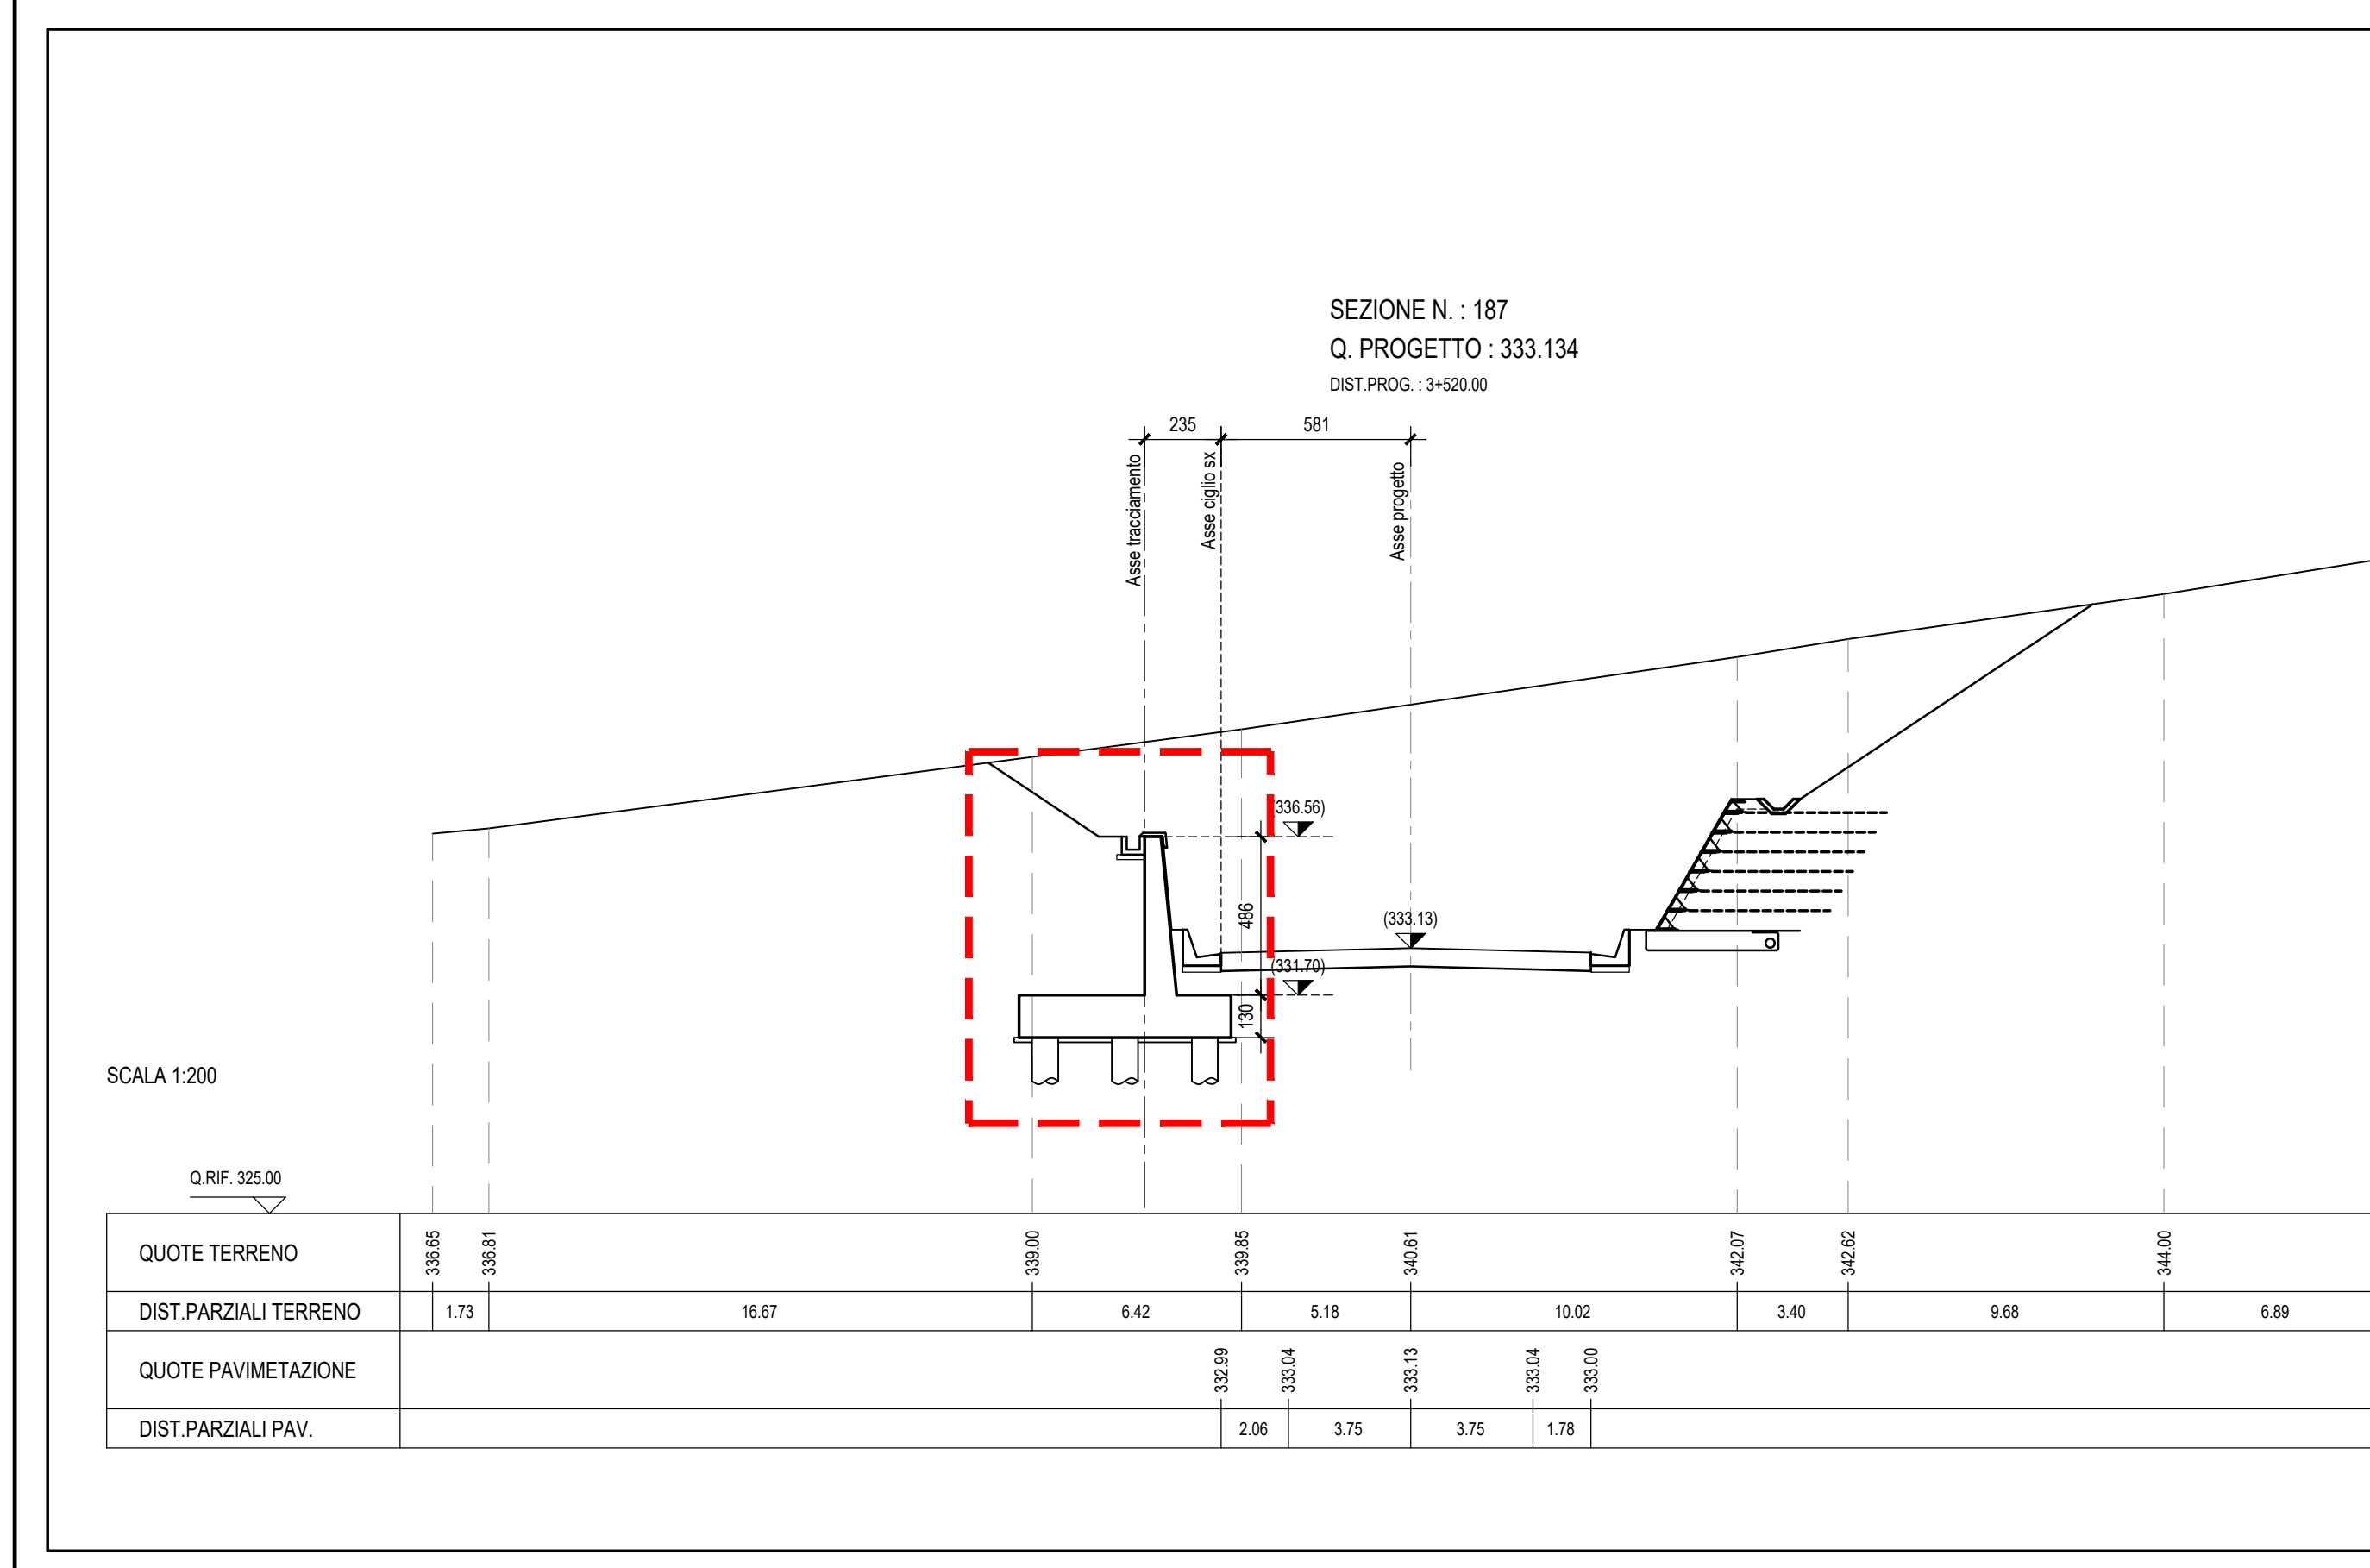 SEZIONE N. : 187
Q. PROGETTO : 333.134
DIST.PROG. : 3+520.00
235
581
Asse tracciamento
Asse ciglio sx
Asse progetto
(336.56)
486
(333.13)
(331.70)
130
SCALA 1:200
Q.RIF. 325.00
QUOTE TERRENO
336.65
336.81
339.00
339.85
340.61
342.07
342.62
344.00
DIST.PARZIALI TERRENO
1.73
16.67
6.42
5.18
10.02
3.40
9.68
6.89
QUOTE PAVIMETAZIONE
332.99
333.04
333.13
333.04
333.00
DIST.PARZIALI PAV.
2.06
3.75
3.75
1.78